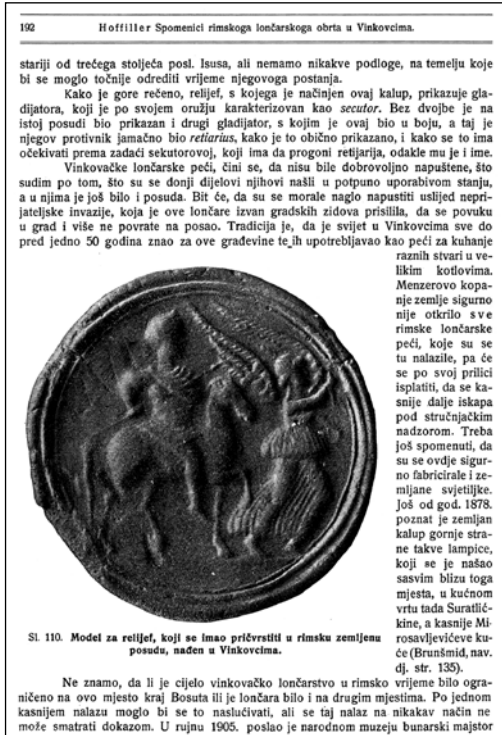 192 Hoffiller Spomenici rimskoga lončarskoga obrta u Vinkovcima.
stariji od trećega stoljeća posl. Isusa, ali nemamo nikakve podloge, na temelju koje
bi se moglo točnije odrediti vrijeme njegovoga postanja.
Kako je gore rečeno, relijef, s kojega je načinjen ovaj kalup, prikazuje gla-
dijatora, koji je po svojem oružju karakterizovan kao secutor. Bez dvojbe je na
istoj posudi bio prikazan i drugi gladijator, s kojim je ovaj bio u boju, a taj je
njegov protivnik jamačno bio retiarius, kako je to obično prikazano, i kako se to ima
očekivati prema zadaći sekutorovoj, koji ima da progoni retijarija, odakle mu je i ime.
Vinkovačke lončarske peći, čini se, da nisu bile dobrovoljno napuštene, što
sudim po tom, što su se donji dijelovi njihovi našli u potpuno uporabivom stanju,
a u njima je još bilo i posuda. Bit će, da su se morale naglo napustiti uslijed nepri-
jateljske invazije, koja je ove lončare izvan gradskih zidova prisilila, da se povuku
u grad i više ne povrate na posao. Tradicija je, da je svijet u Vinkovcima sve do
pred jedno 50 godina znao za ove građevine te ih upotrebljavao kao peći za kuhanje
raznih stvari u ve-
likim kotlovima.
Menzerovo kopa-
nje zemlje sigurno
nije otkrilo sve
rimske lončarske
peći, koje su se
tu nalazile, pa će
se po svoj prilici
isplatiti, da se ka-
snije dalje iskapa
pod stručnjačkim
nadzorom. Treba
još spomenuti, da
su se ovdje sigur-
no fabricirale i ze-
mljane svjetiljke.
Još od god. 1878.
poznat je zemljan
kalup gornje stra-
ne takve lampice,
koji se je našao
sasvim blizu toga
mjesta, u kućnom
vrtu tada Suratlić-
kine, a kasnije Mi-
rosavljevićeve ku-
će (Brunšmid, nav.
dj. str. 135).
Sl. 110. Model za relijef, koji se imao pričvrstiti u rimsku zemljenu
posudu, nađen u Vinkovcima.
Ne znamo, da li je cijelo vinkovačko lončarstvo u rimsko vrijeme bilo ogra-
ničeno na ovo mjesto kraj Bosuta ili je lončara bilo i na drugim mjestima. Po jednom
kasnijem nalazu moglo bi se to naslućivati, ali se taj nalaz na nikakav način ne
može smatrati dokazom. U rujnu 1905. poslao je narodnom muzeju bunarski majstor